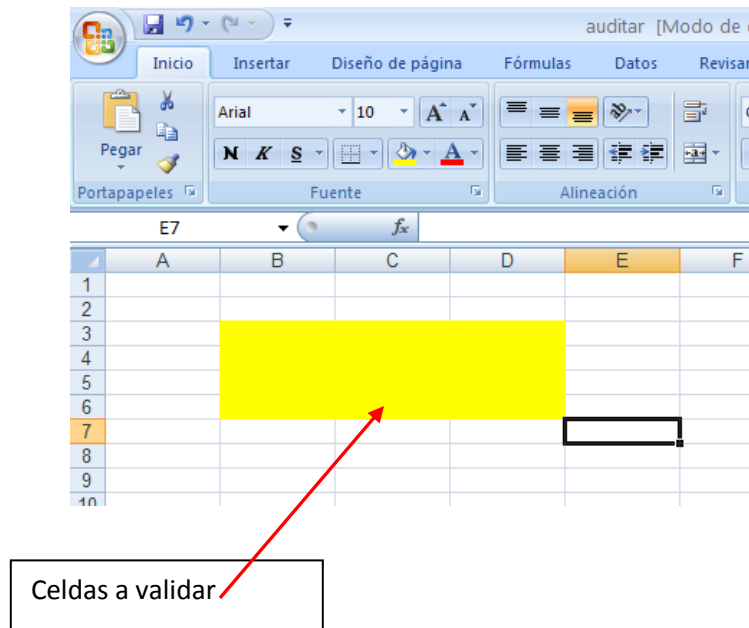 auditar [Modo de
Inicio Insertar Diseño de página Fórmulas Datos Revisar
Arial 10 A A
Pegar
N K S A
a
Portapapeles Fuente Alineación
E7 fx
A B C D E F
1
2
3
4
5
6
7
8
9
10
Celdas a validar